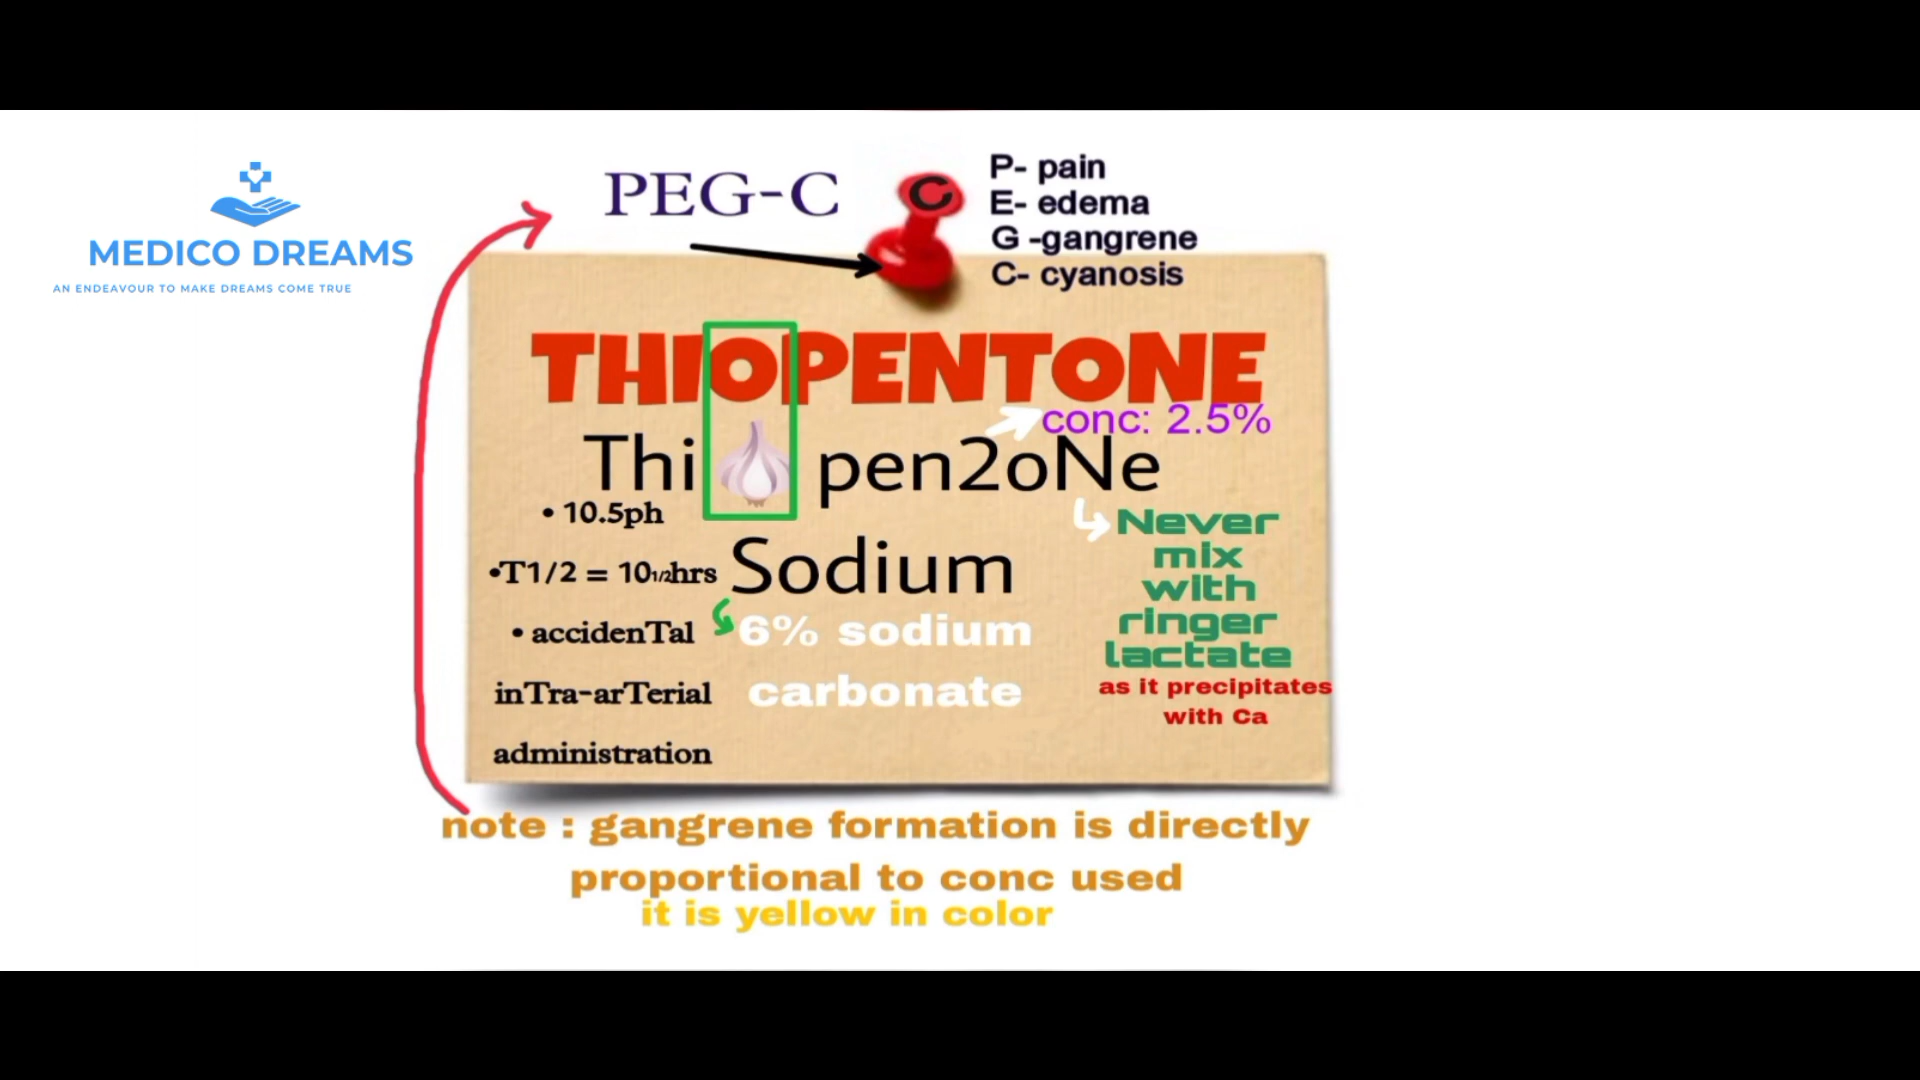 MEDICO DREAMS
AN ENDEAVOUR TO MAKE DREAMS COME TRUE
PEG-C
C
P- pain
E- edema
G -gangrene
C- cyanosis
THIOPENTONE
conc: 2.5%
Thi pen2oNe
• 10.5ph
•T1/2 = 101/2hrs
• accidenTal
inTra-arTerial
administration
Sodium
6% sodium
carbonate
Never
mix
with
ringer
lactate
as it precipitates
with Ca
note : gangrene formation is directly
proportional to conc used
it is yellow in color